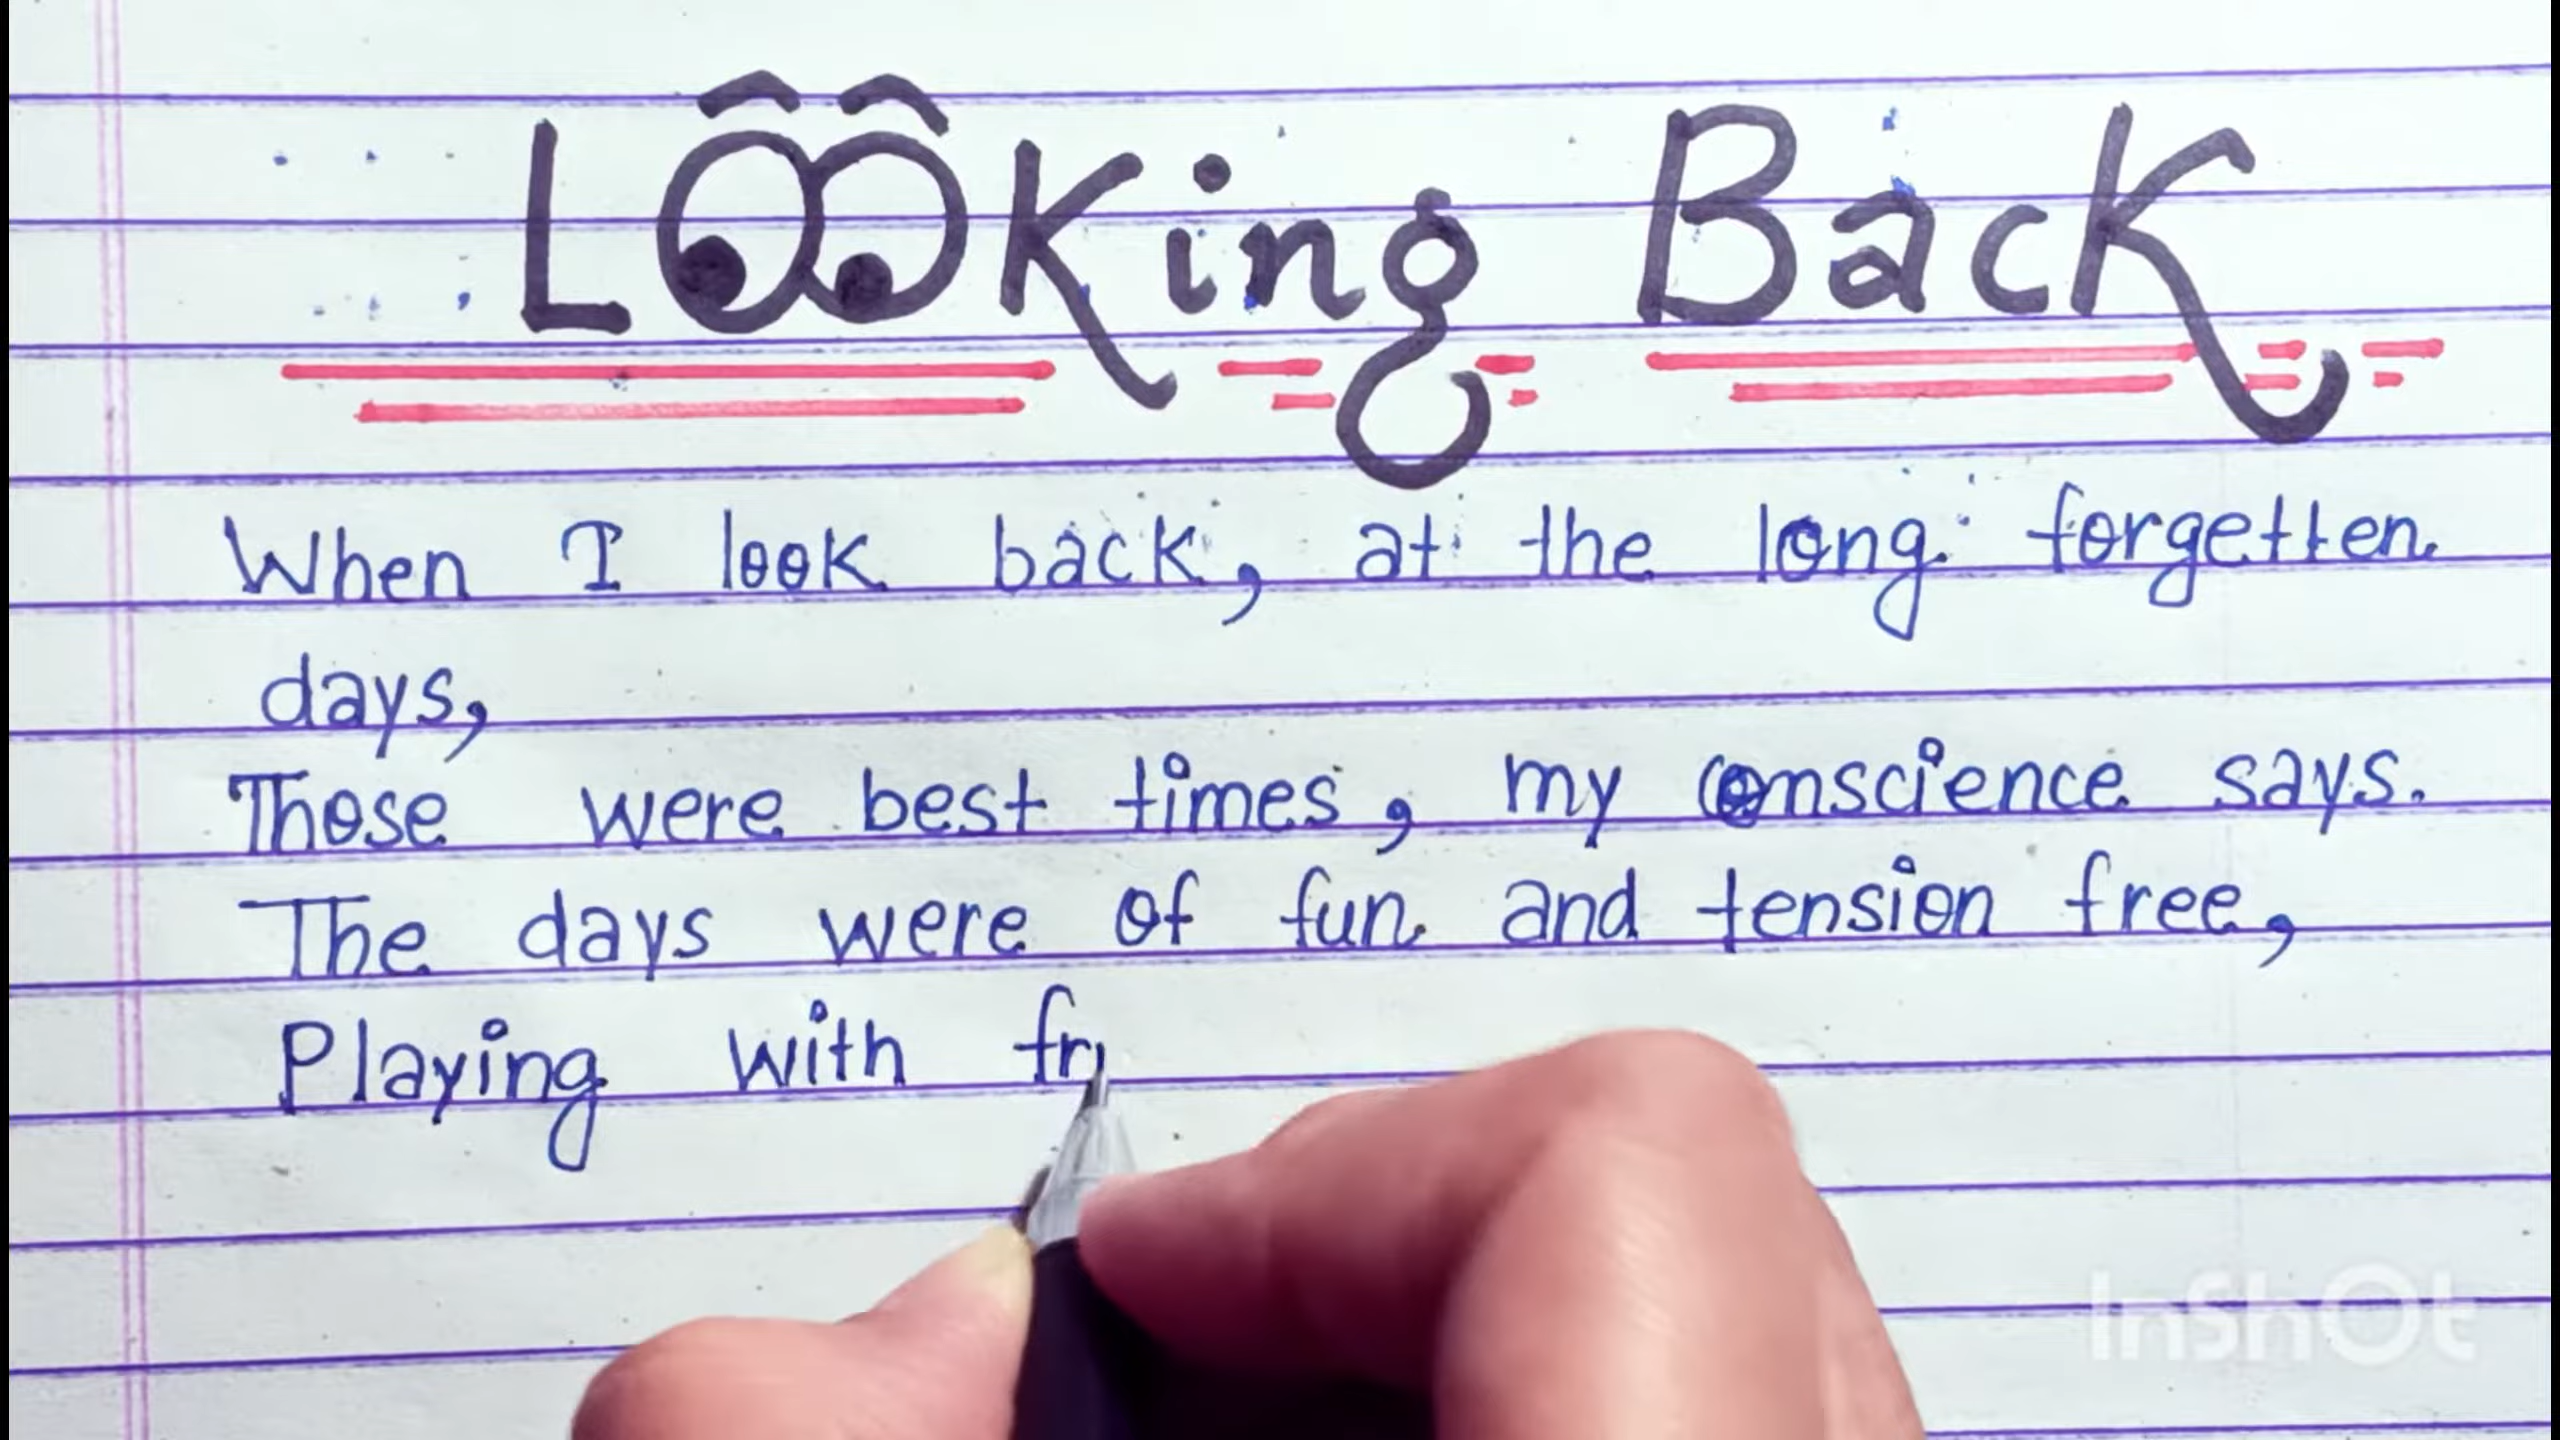 Looking Back
When I look back, at the long forgetten
days,
Those were best times, my conscience says.
The days were of fun and tension free,
Playing with fri
InShOt